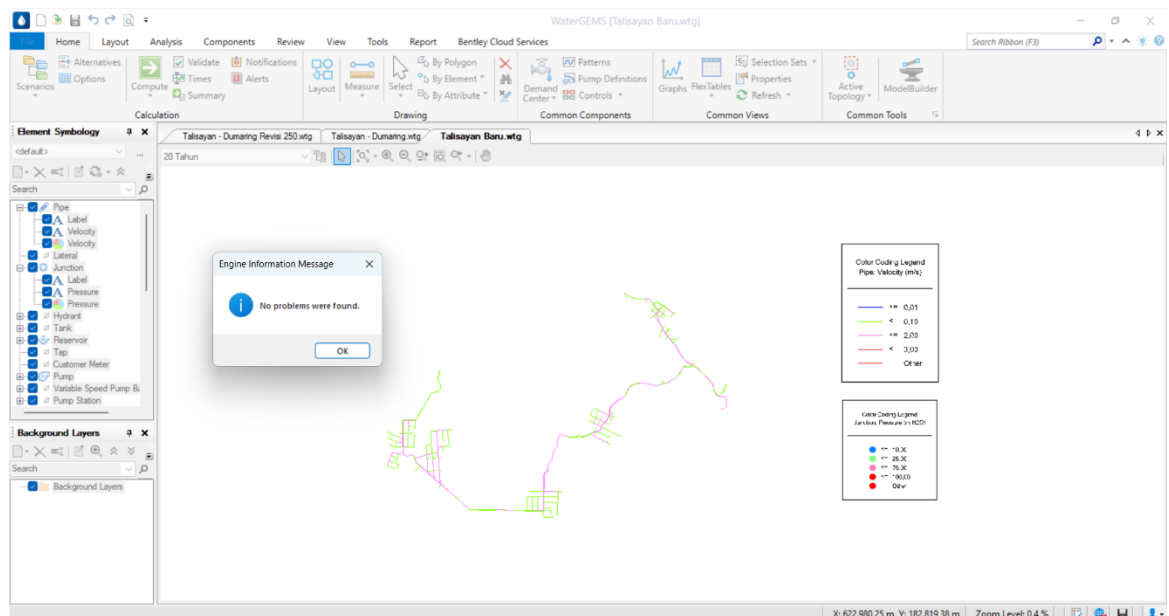 WaterGEMS [Talisayan Baru.wtg]
File Home Layout Analysis Components Review View Tools Report Bentley Cloud Services
Search Ribbon (F3)
Scenarios
Alternatives
Options
Compute
Validate
Times
Summary
Notifications
Alerts
Calculation
Layout
Measure
Select
By Polygon
By Element
By Attribute
Drawing
Demand Center
Patterns
Pump Definitions
Controls
Common Components
Graphs
FlexTables
Selection Sets
Properties
Refresh
Common Views
Active Topology
ModelBuilder
Common Tools
Element Symbology
<default>
Search
Pipe
Label
Velocity
Velocity
Lateral
Junction
Label
Pressure
Pressure
Hydrant
Tank
Reservoir
Tap
Customer Meter
Pump
Variable Speed Pump Ba
Pump Station
Background Layers
Search
Background Layers
Talisayan - Dumaring Revisi 250.wtg
Talisayan - Dumaring.wtg
Talisayan Baru.wtg
20 Tahun
Engine Information Message
No problems were found.
OK
Color Coding Legend
Pipe: Velocity (m/s)
<= 0,01
< 0,10
<= 2,00
< 3,00
Other
Color Coding Legend
Junction: Pressure (m H2O)
<= 100,00
Other
X: 622.980,25 m, Y: 182.819,38 m
Zoom Level: 0,4 %